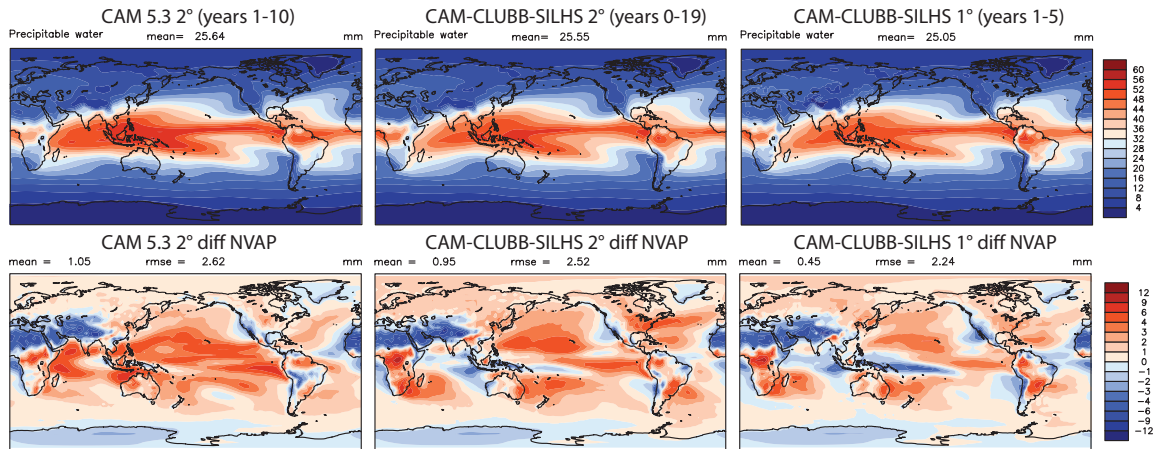 CAM 5.3 2° (years 1-10)
Precipitable water mean= 25.64 mm
CAM-CLUBB-SILHS 2° (years 0-19)
Precipitable water mean= 25.55 mm
CAM-CLUBB-SILHS 1° (years 1-5)
Precipitable water mean= 25.05 mm
60
56
52
48
44
40
36
32
28
24
20
16
12
8
4
CAM 5.3 2° diff NVAP
mean = 1.05 rmse = 2.62 mm
CAM-CLUBB-SILHS 2° diff NVAP
mean = 0.95 rmse = 2.52 mm
CAM-CLUBB-SILHS 1° diff NVAP
mean = 0.45 rmse = 2.24 mm
12
9
6
4
3
2
1
0
-1
-2
-3
-4
-6
-9
-12